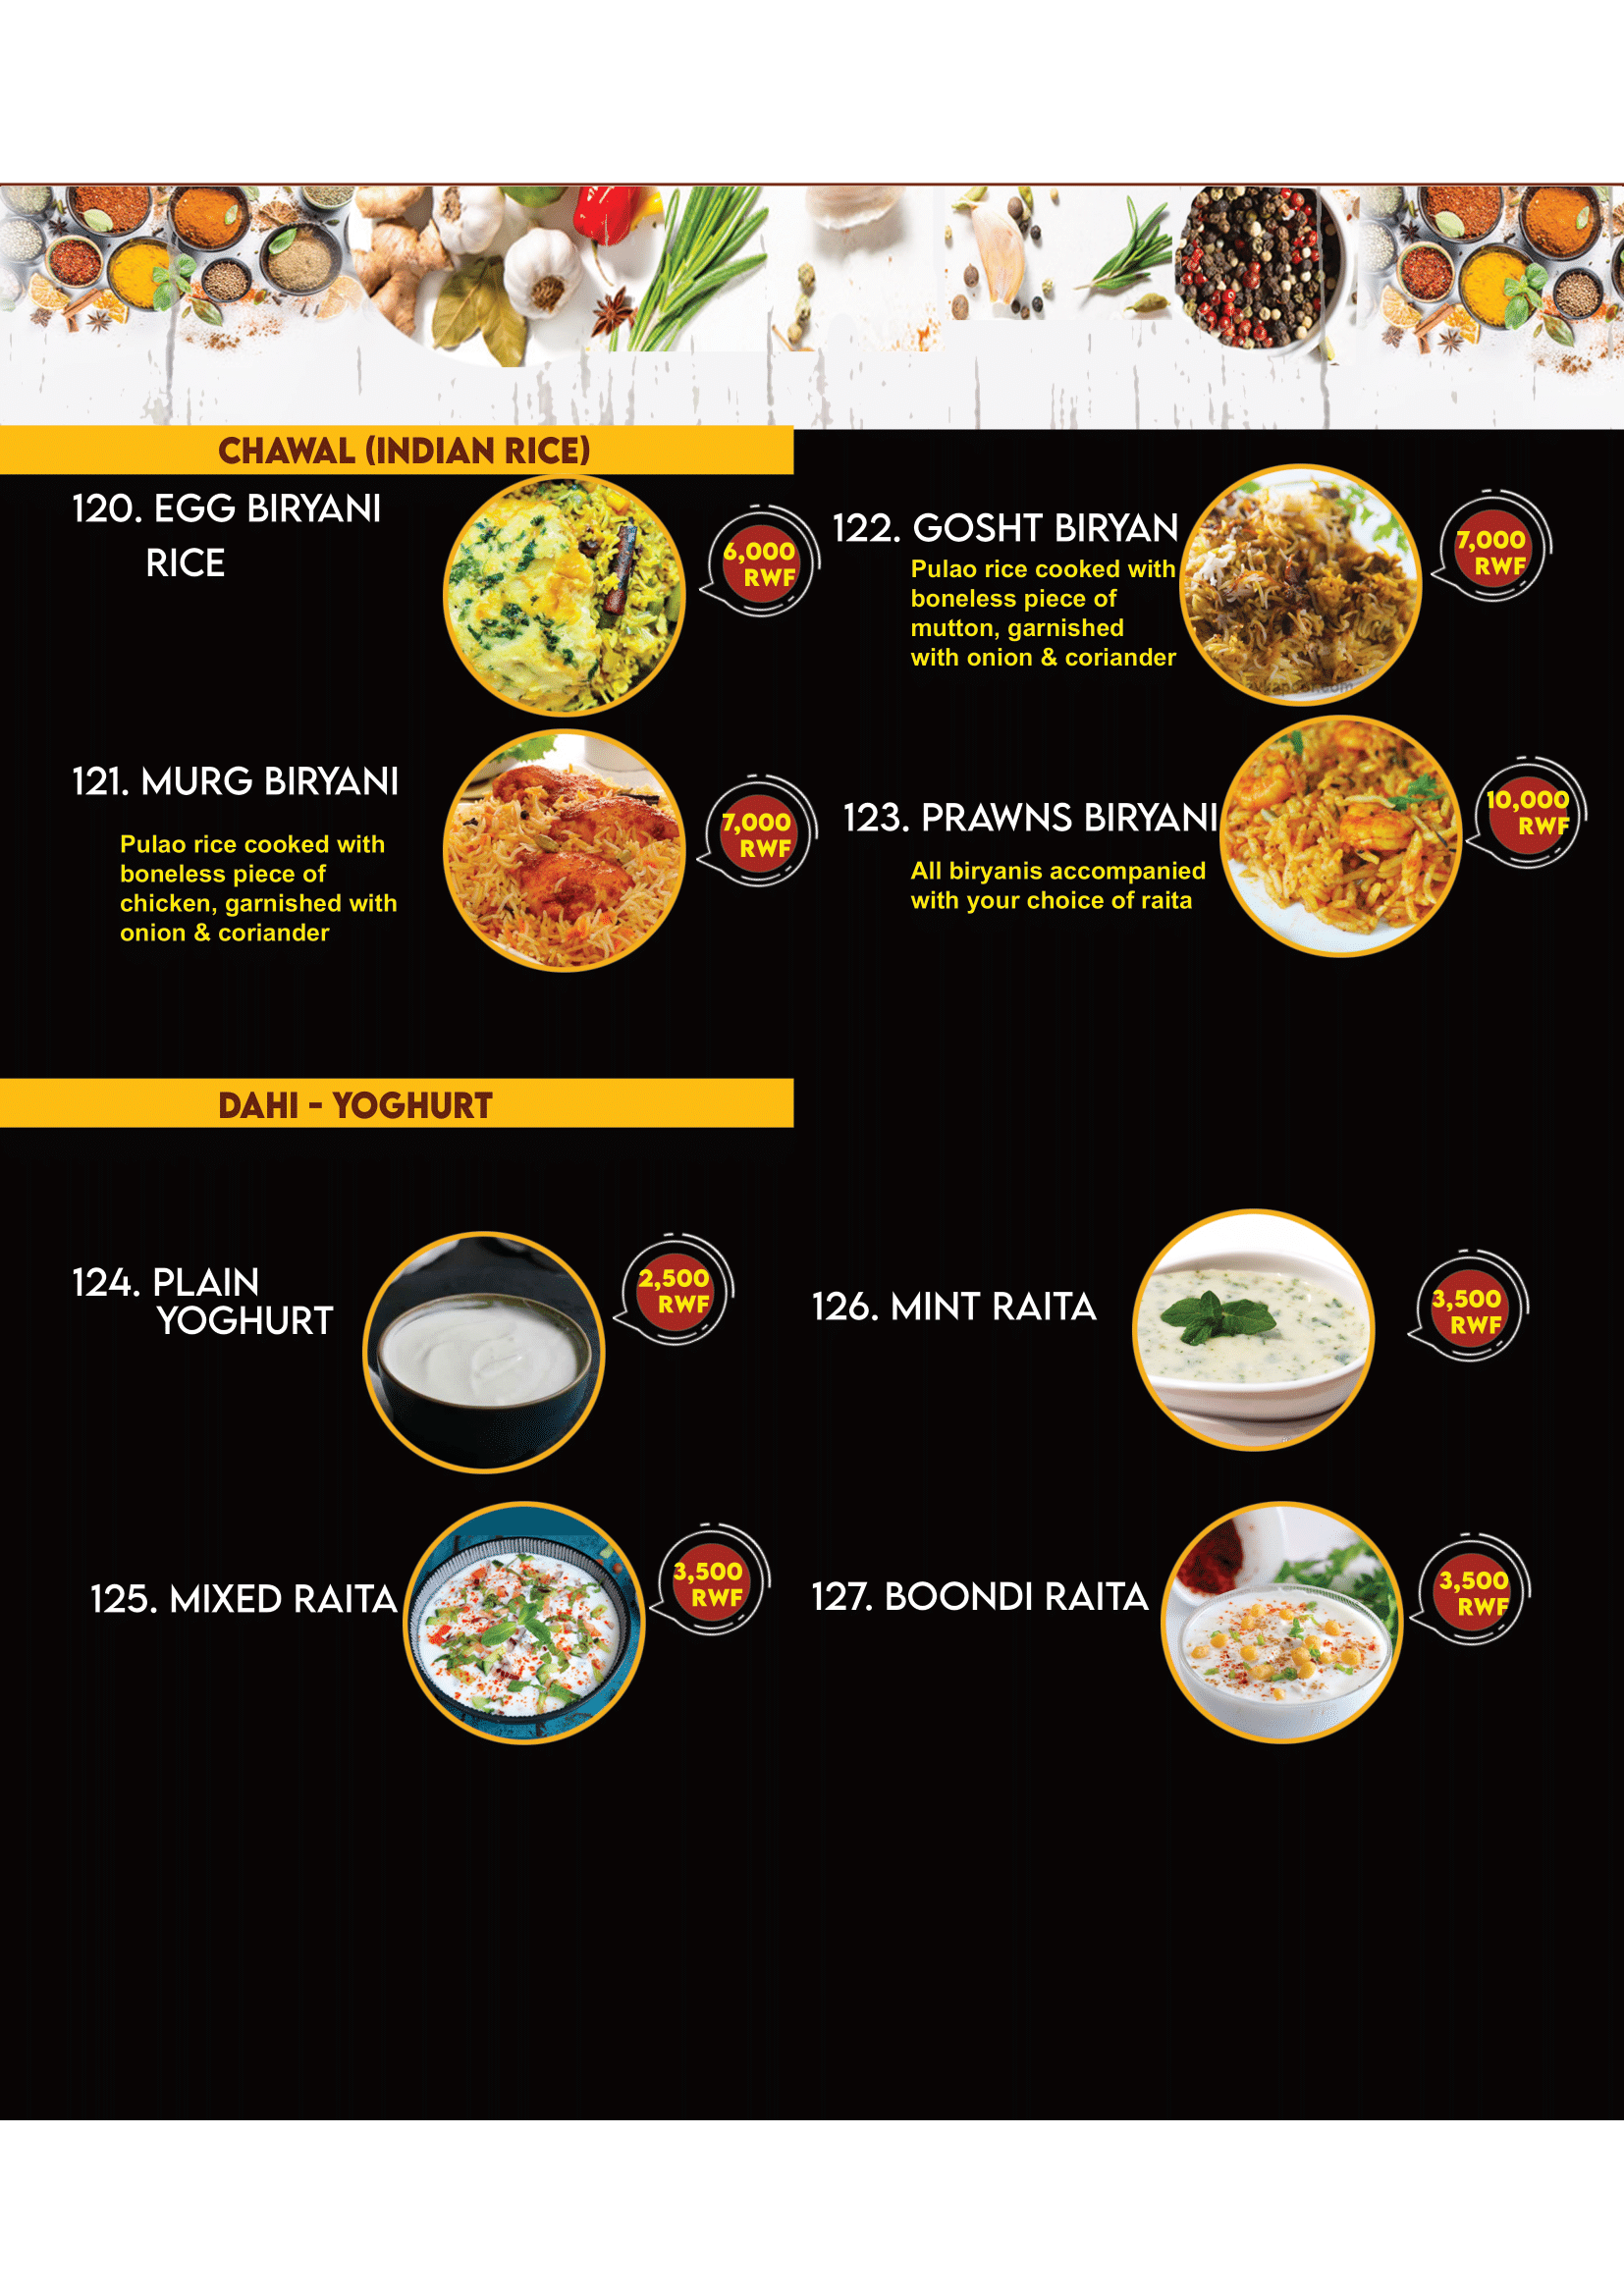 CHAWAL (INDIAN RICE)
120. EGG BIRYANI
RICE
6,000
RWF
121. MURG BIRYANI
Pulao rice cooked with
boneless piece of
chicken, garnished with
onion & coriander
7,000
RWF
122. GOSHT BIRYAN
Pulao rice cooked with
boneless piece of
mutton, garnished
with onion & coriander
7,000
RWF
123. PRAWNS BIRYANI
All biryanis accompanied
with your choice of raita
10,000
RWF
DAHI - YOGHURT
124. PLAIN
YOGHURT
2,500
RWF
125. MIXED RAITA
3,500
RWF
126. MINT RAITA
3,500
RWF
127. BOONDI RAITA
3,500
RWF